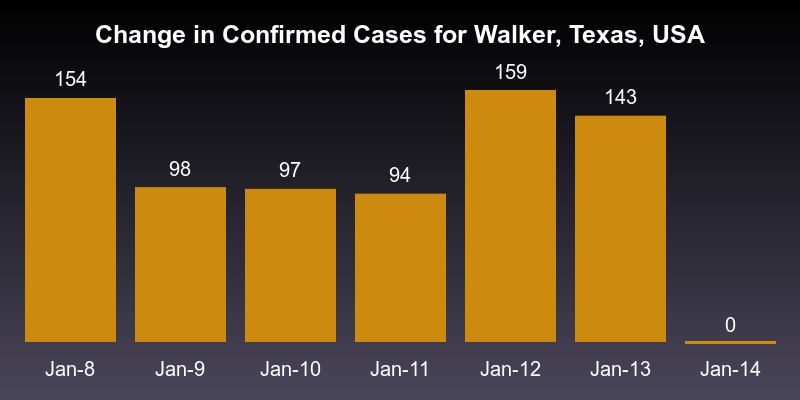 Change in Confirmed Cases for Walker, Texas, USA
154
98
97
94
159
143
0
Jan-8
Jan-9
Jan-10
Jan-11
Jan-12
Jan-13
Jan-14